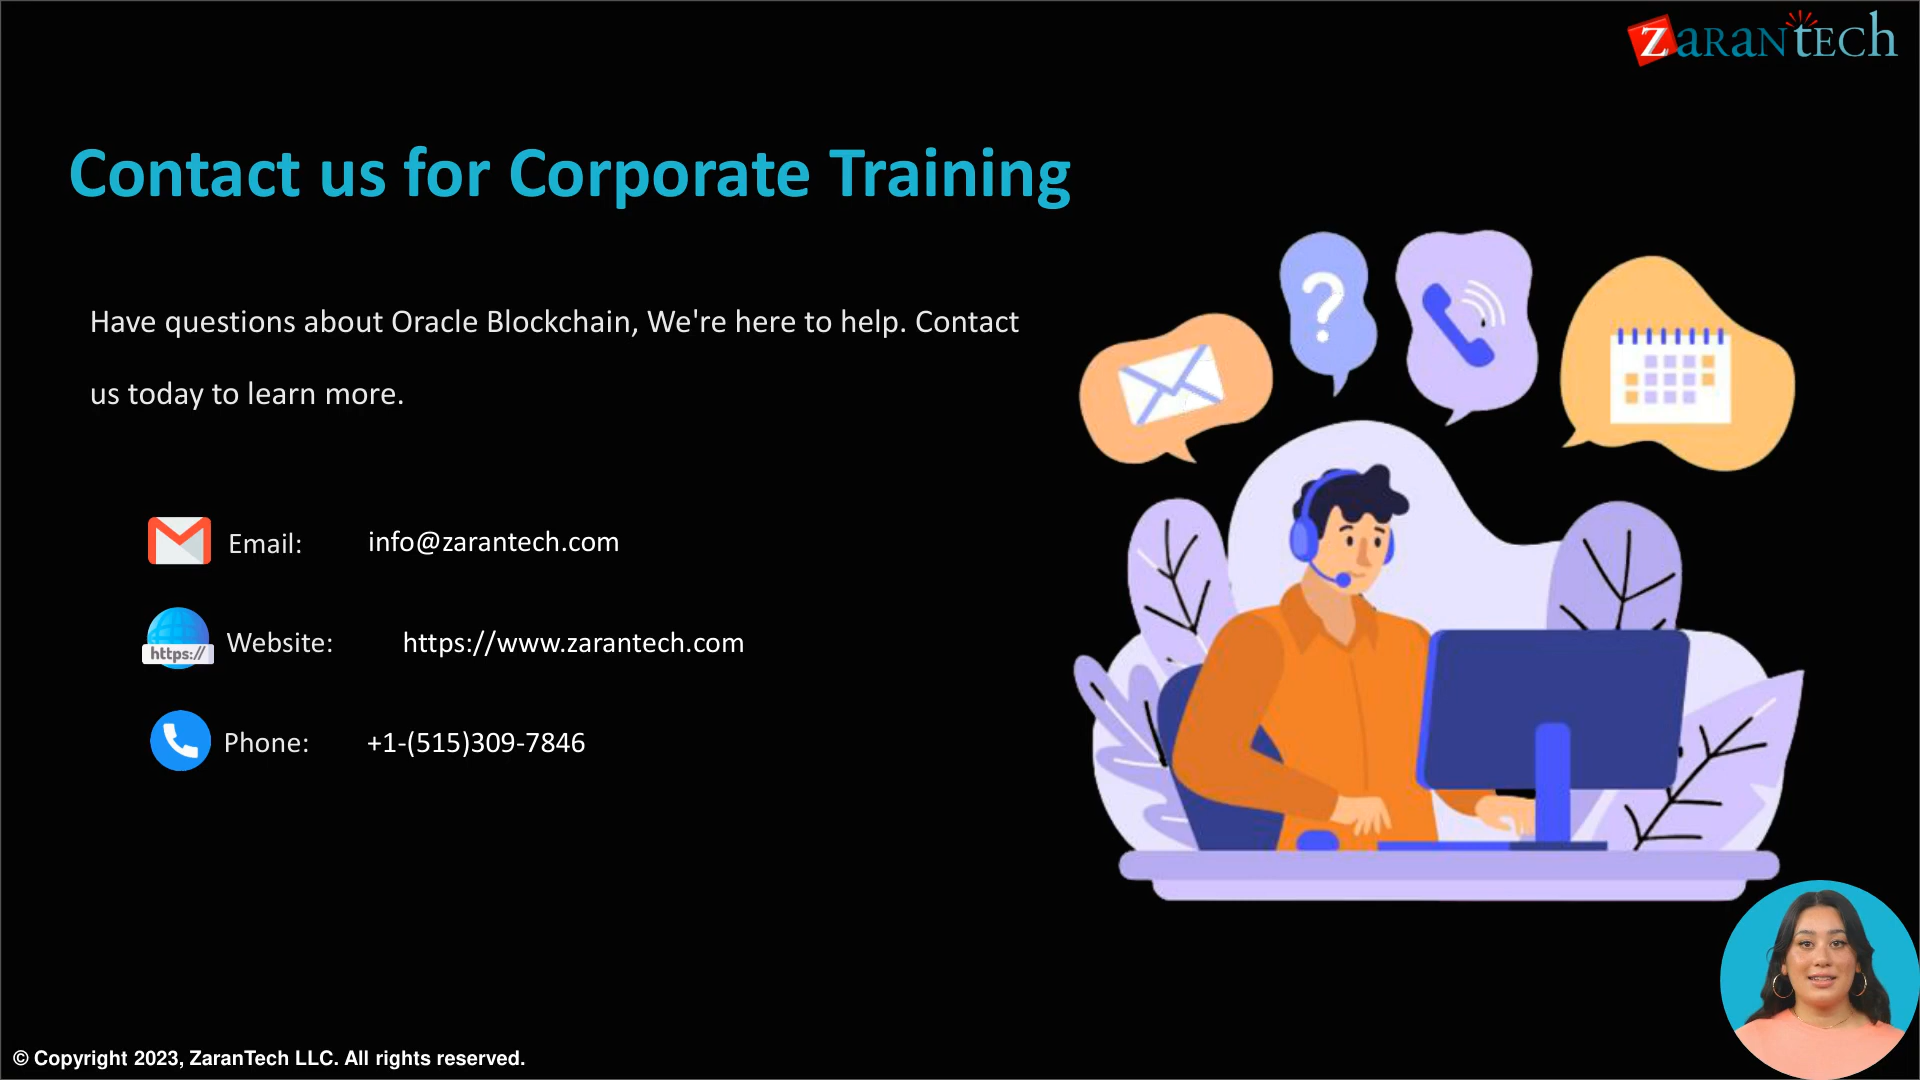 ZaranTech
Contact us for Corporate Training
Have questions about Oracle Blockchain, We're here to help. Contact
us today to learn more.
Email: info@zarantech.com
https://
Website: https://www.zarantech.com
Phone: +1-(515)309-7846
© Copyright 2023, ZaranTech LLC. All rights reserved.